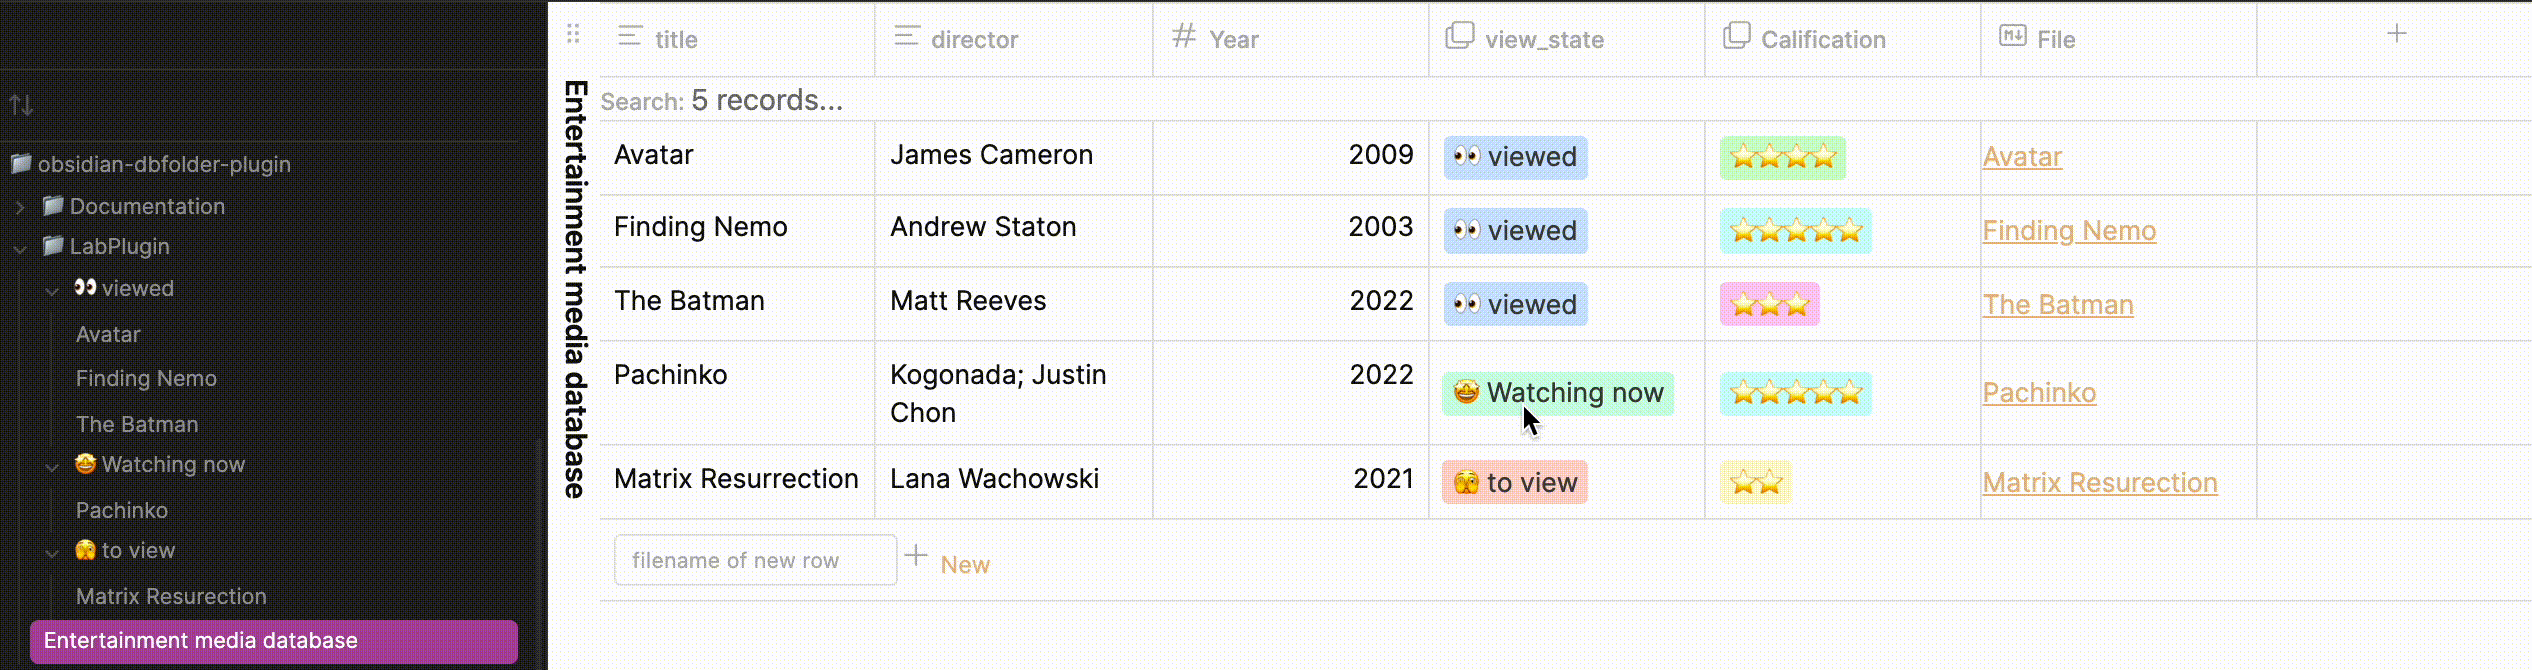 obsidian-dbfolder-plugin
Documentation
LabPlugin
👀 viewed
Avatar
Finding Nemo
The Batman
🤩 Watching now
Pachinko
🫣 to view
Matrix Resurection
Entertainment media database
Entertainment media database
title director # Year view_state Calification File +
Search: 5 records...
Avatar James Cameron 2009 👀 viewed ⭐⭐⭐⭐ Avatar
Finding Nemo Andrew Staton 2003 👀 viewed ⭐⭐⭐⭐⭐ Finding Nemo
The Batman Matt Reeves 2022 👀 viewed ⭐⭐⭐ The Batman
Pachinko Kogonada; Justin 2022 🤩 Watching now ⭐⭐⭐⭐⭐ Pachinko
Chon
Matrix Resurrection Lana Wachowski 2021 🫣 to view ⭐⭐ Matrix Resurection
filename of new row + New